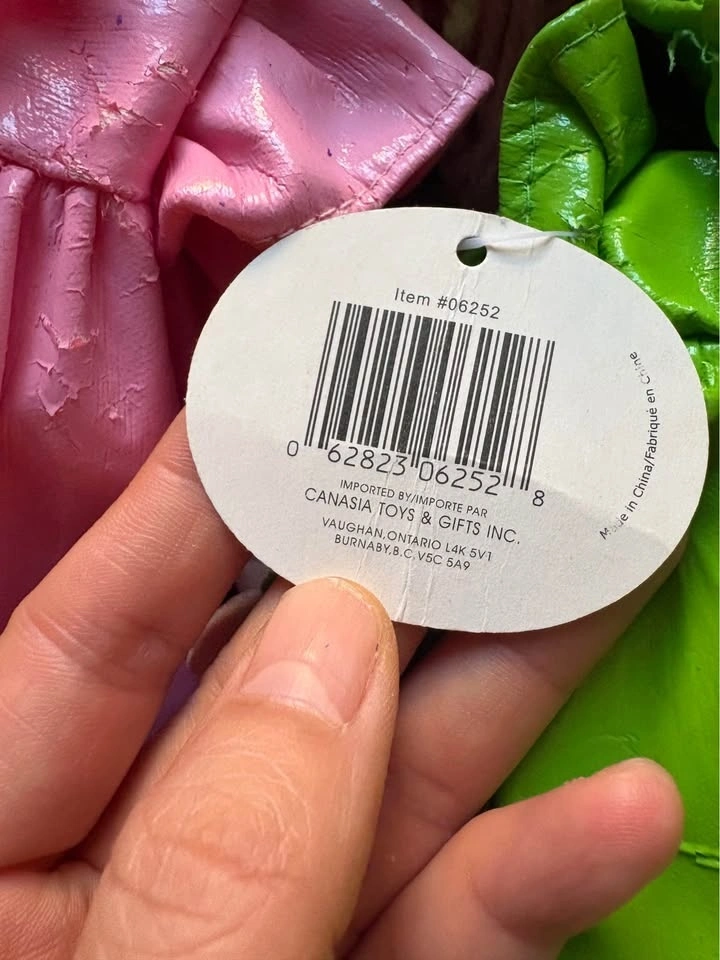 Item #06252
0 62823 06252 8
IMPORTED BY/IMPORTE PAR
CANASIA TOYS & GIFTS INC.
VAUGHAN,ONTARIO L4K 5V1
BURNABY,B.C.V5C 5A9
Made in China/Fabriqué en Chine